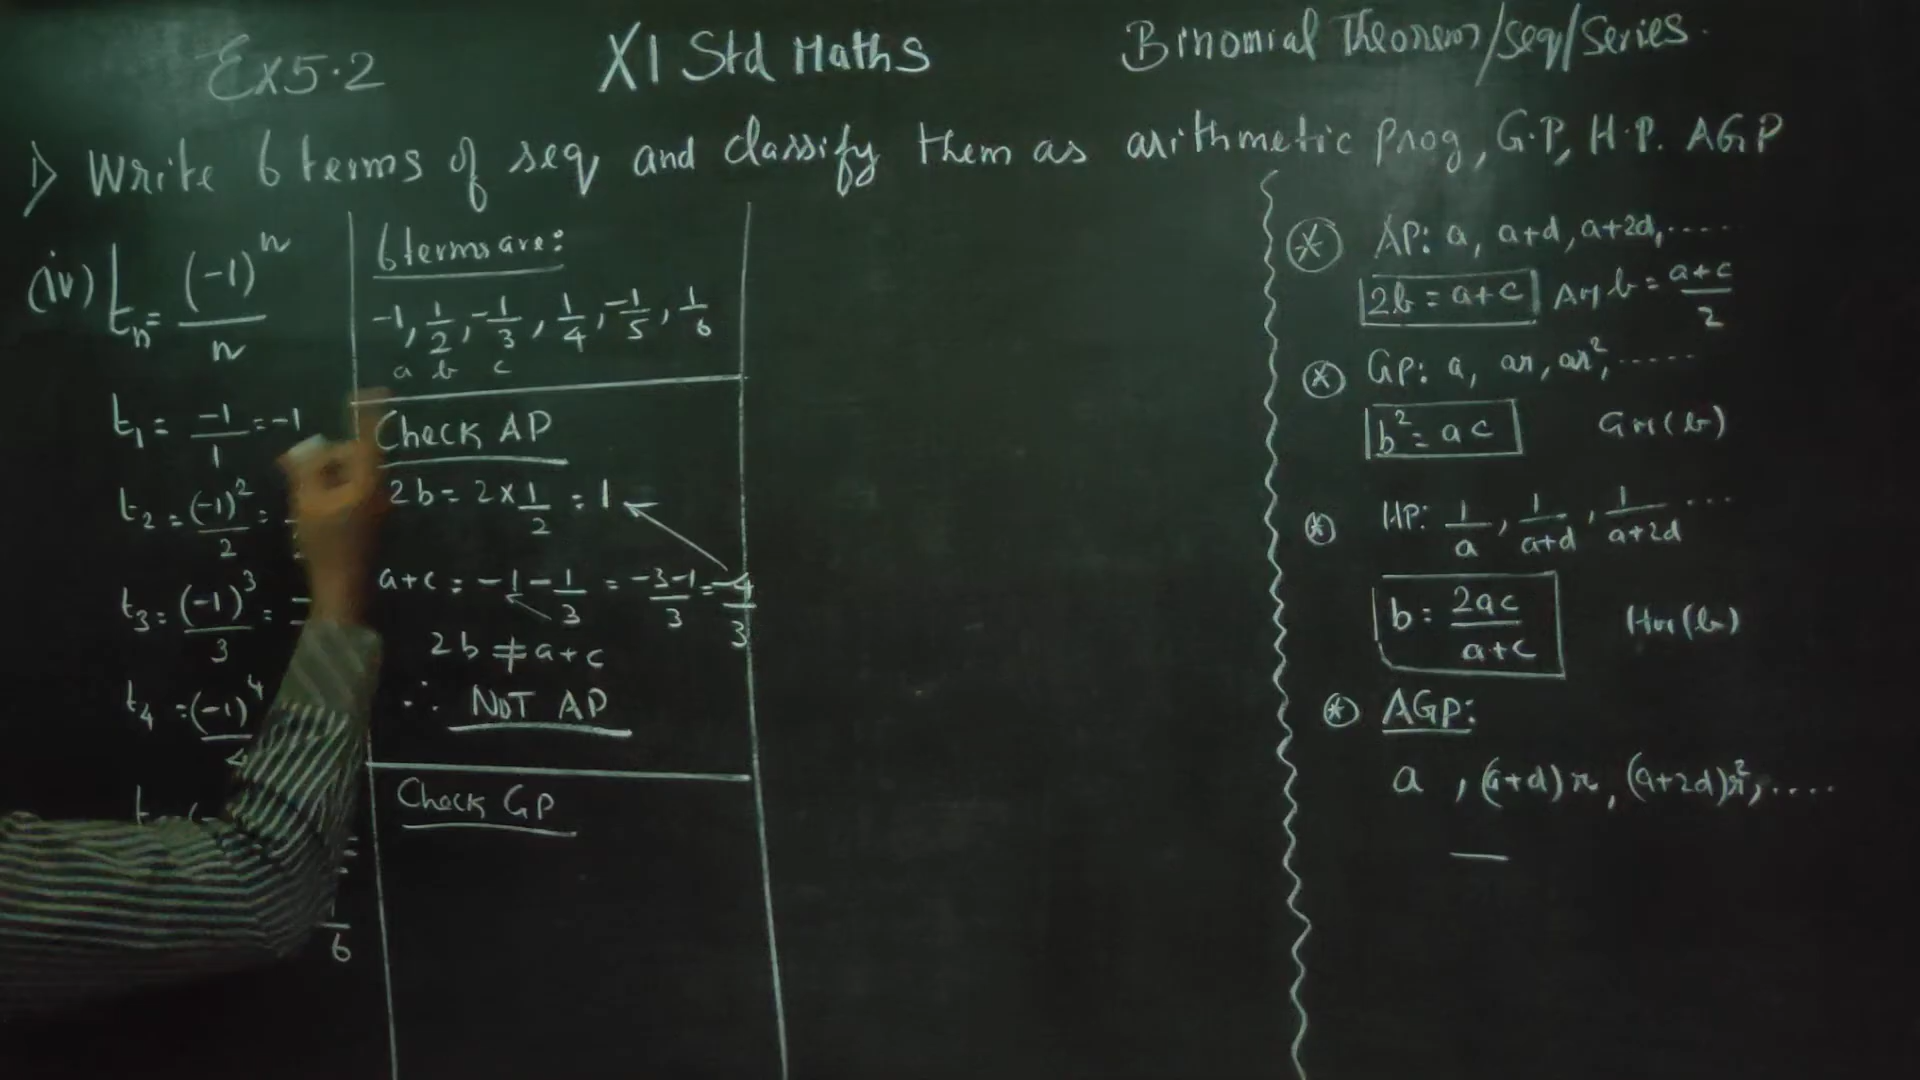 Ex5.2
XI Std Maths
Binomial Theorem/seq/series.
1) Write 6 terms of seq and classify them as arithmetic prog, G.P, H.P. AGP
(iv) tn = (-1)^n / n
t1 = -1/1 = -1
t2 = (-1)^2 / 2 =
t3 = (-1)^3 / 3 =
t4 = (-1)^4
6
6 terms are:
-1, 1/2, -1/3, 1/4, -1/5, 1/6
a b c
Check AP
2b = 2 × 1/2 = 1
a+c = -1 - 1/3 = -3-1/3 = -4/3
2b ≠ a+c
∴ NOT AP
Check GP
* AP: a, a+d, a+2d, ....
2b = a+c AM b = a+c/2
* GP: a, ar, ar², .....
b² = ac GM(b)
* HP: 1/a, 1/a+d, 1/a+2d ...
b = 2ac/a+c HM(b)
* AGP:
a, (a+d)r, (a+2d)r², ....